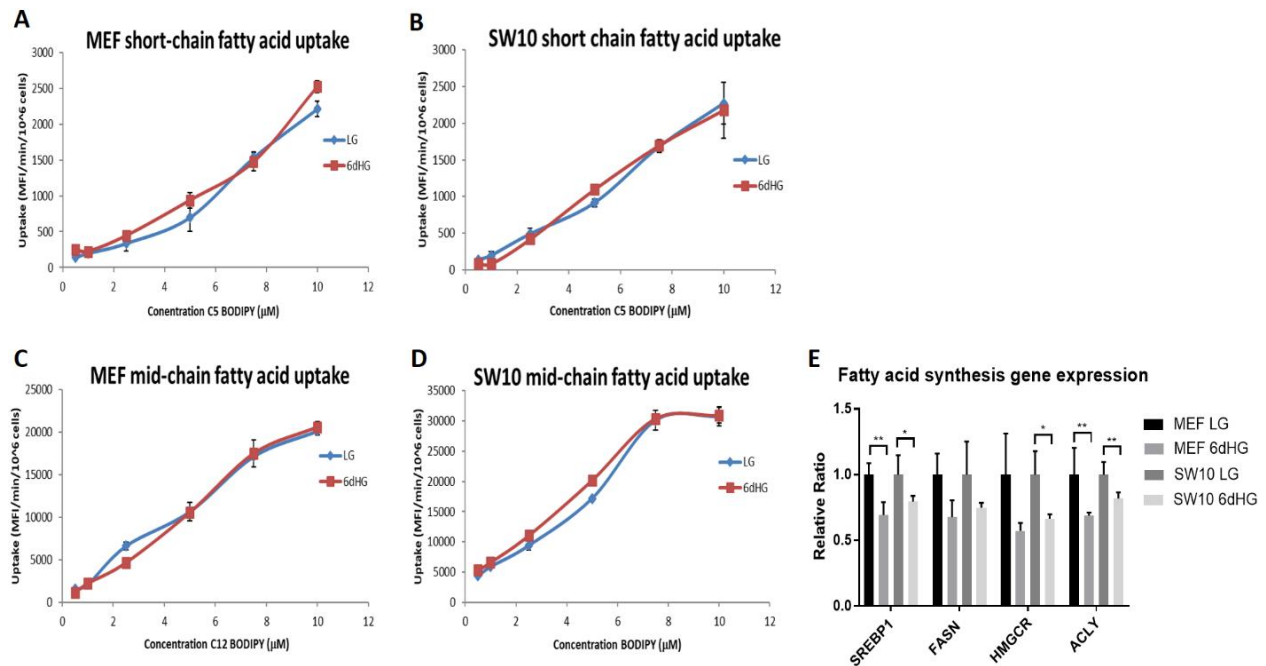 A
MEF short-chain fatty acid uptake
Uptake (MFI/min/10^6 cells)
3000
2500
2000
1500
1000
500
0
0 2 4 6 8 10 12
Conentration C5 BODIPY (µM)
LG
6dHG
B
SW10 short chain fatty acid uptake
Uptake (MFI/min/10^6 cells)
3000
2500
2000
1500
1000
500
0
0 2 4 6 8 10 12
Conentration C5 BODIPY (µM)
LG
6dHG
C
MEF mid-chain fatty acid uptake
Uptake (MFI/min/10^6 cells)
25000
20000
15000
10000
5000
0
0 2 4 6 8 10 12
Concentration C12 BODIPY (µM)
LG
6dHG
D
SW10 mid-chain fatty acid uptake
Uptake (MFI/min/10^6 cells)
35000
30000
25000
20000
15000
10000
5000
0
0 2 4 6 8 10 12
Concentration BODIPY (µM)
LG
6dHG
E
Fatty acid synthesis gene expression
Relative Ratio
1.5
1.0
0.5
0.0
** * * ** **
SREBP1 FASN HMGCR ACLY
MEF LG
MEF 6dHG
SW10 LG
SW10 6dHG